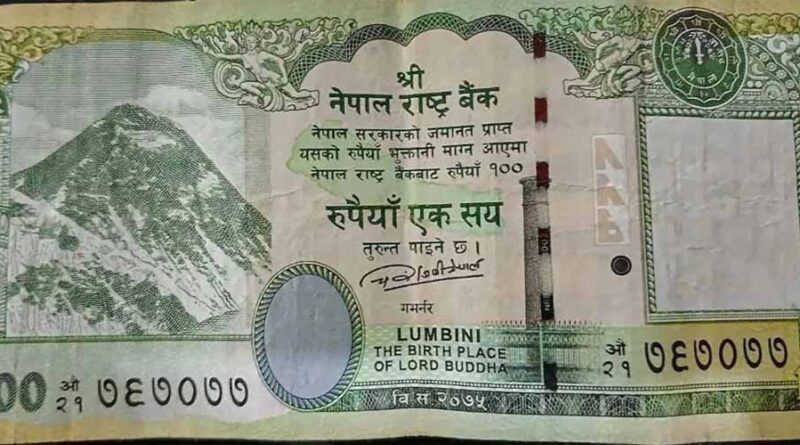 श्री
नेपाल राष्ट्र बैंक
नेपाल सरकारको जमानत प्राप्त
यसको रुपैयाँ भुक्तानी माग्न आएमा
नेपाल राष्ट्र बैंकबाट रुपैयाँ १००
रुपैयाँ एक सय
तुरुन्त पाइने छ।
गभर्नर
LUMBINI
THE BIRTH PLACE
OF LORD BUDDHA
वि सं २०७५
00
औ
२१ ७६७०७७
औ
२१ ७६७०७७